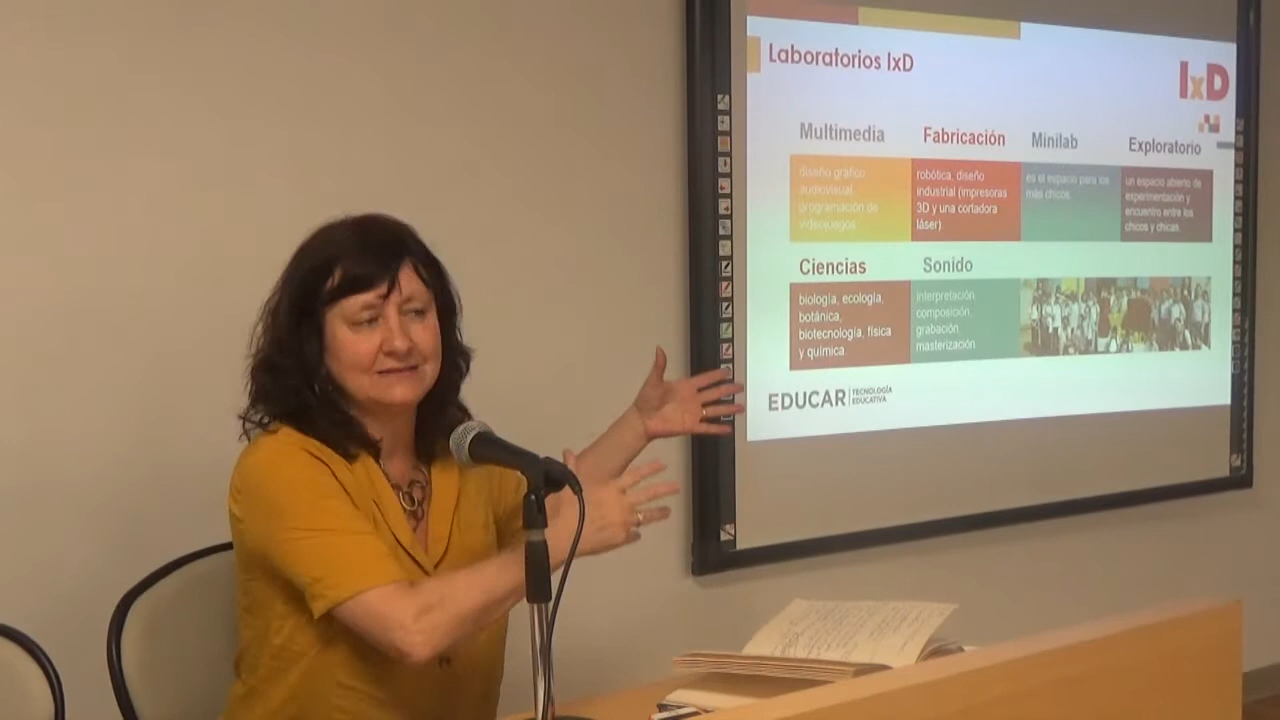 Laboratorios IxD
IxD
Multimedia
Fabricación
Minilab
Exploratorio
diseño gráfico
audiovisual
programación de
videojuegos
robótica, diseño
industrial (impresoras
3D y una cortadora
láser)
es el espacio para los
más chicos
un espacio abierto de
experimentación y
encuentro entre los
chicos y chicas
Ciencias
Sonido
biología, ecología,
botánica,
biotecnología, física
y química
interpretación
composición,
grabación
masterización
EDUCAR
TECNOLOGÍA
EDUCATIVA